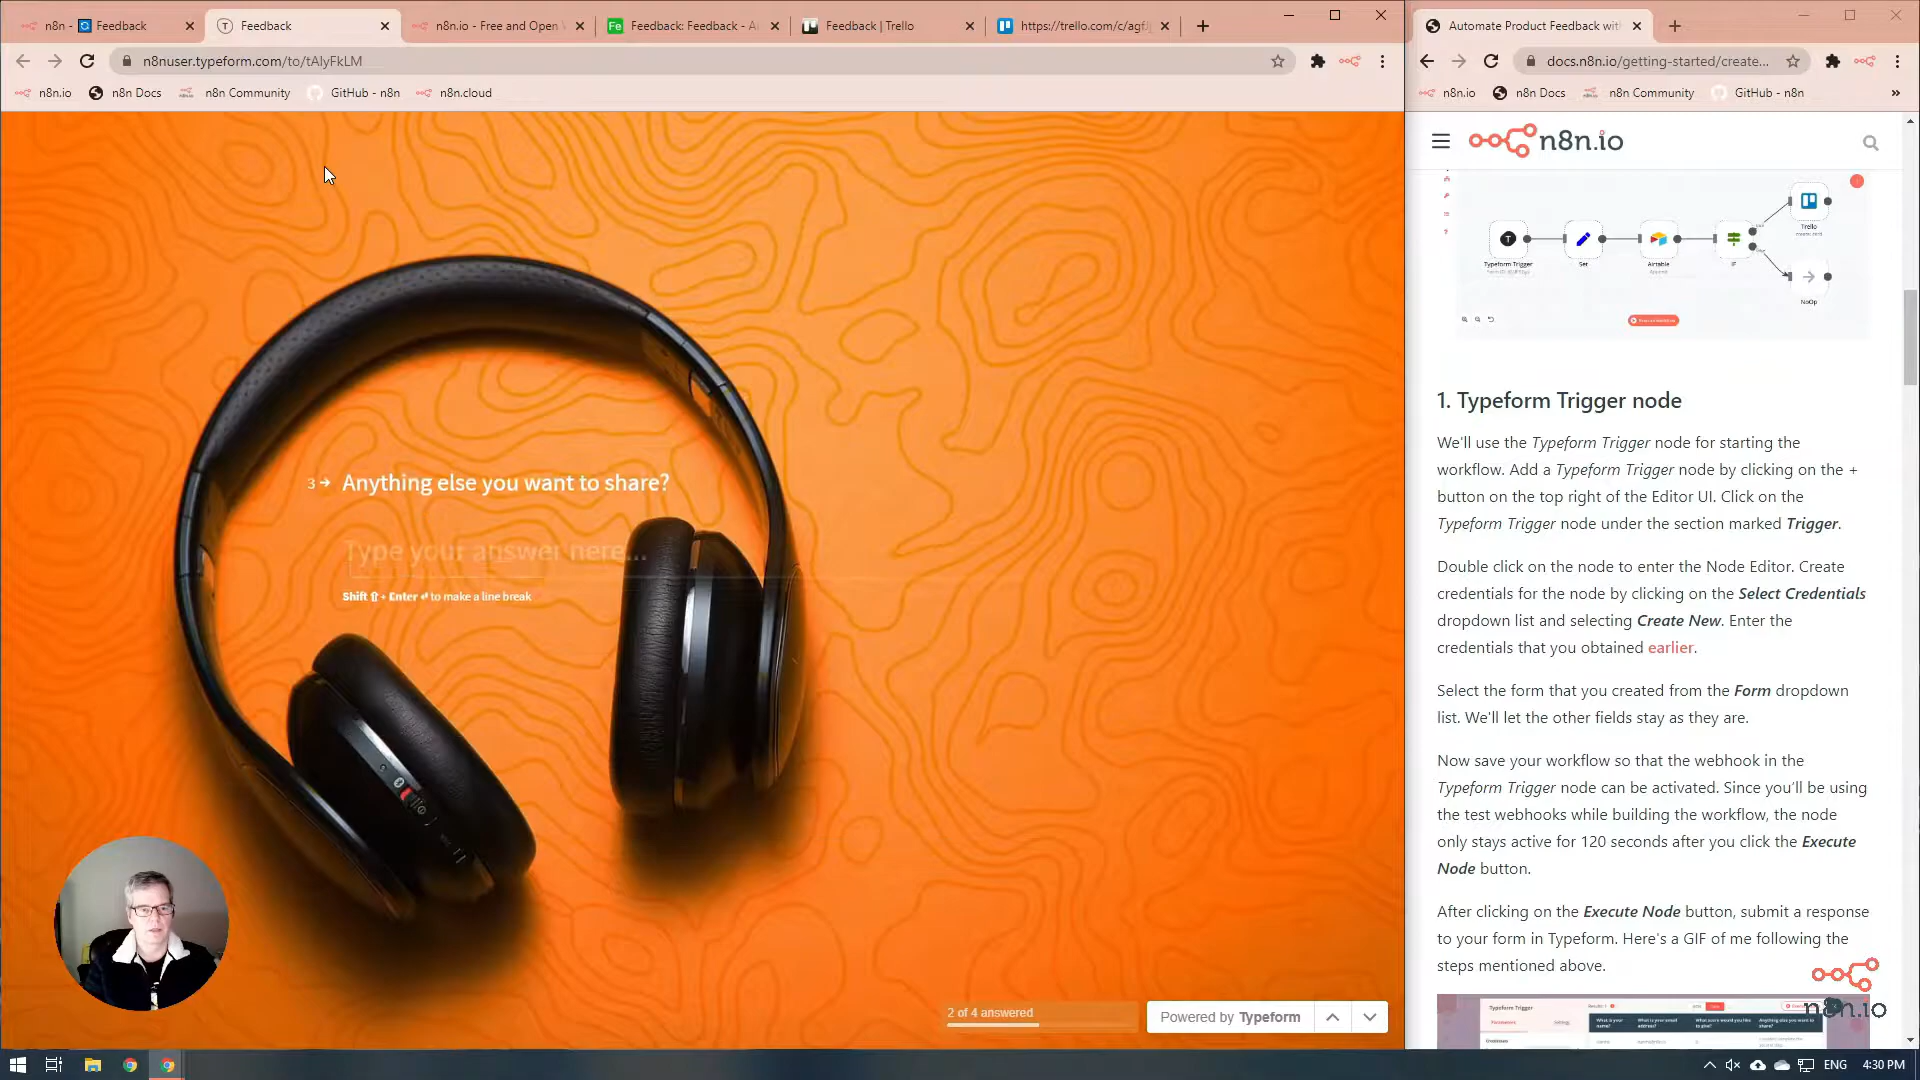 n8n - Feedback
Feedback
n8n.io - Free and Open
Feedback: Feedback - Ai
Feedback | Trello
https://trello.com/c/agfJ
Automate Product Feedback wit
n8nuser.typeform.com/to/tAlyFkLM
docs.n8n.io/getting-started/create...
n8n.io
n8n Docs
n8n Community
GitHub - n8n
n8n.cloud
n8n.io
n8n Docs
n8n Community
GitHub - n8n
»
n8n.io
Typeform Trigger
Set
Airtable
Append
IF
Trello
NoOp
3 Anything else you want to share?
Type your answer here...
Shift ⇧ + Enter ↵ to make a line break
2 of 4 answered
Powered by Typeform
1. Typeform Trigger node
We'll use the Typeform Trigger node for starting the
workflow. Add a Typeform Trigger node by clicking on the +
button on the top right of the Editor UI. Click on the
Typeform Trigger node under the section marked Trigger.
Double click on the node to enter the Node Editor. Create
credentials for the node by clicking on the Select Credentials
dropdown list and selecting Create New. Enter the
credentials that you obtained earlier.
Select the form that you created from the Form dropdown
list. We'll let the other fields stay as they are.
Now save your workflow so that the webhook in the
Typeform Trigger node can be activated. Since you'll be using
the test webhooks while building the workflow, the node
only stays active for 120 seconds after you click the Execute
Node button.
After clicking on the Execute Node button, submit a response
to your form in Typeform. Here's a GIF of me following the
steps mentioned above.
Typeform Trigger
n8n.io
ENG
4:30 PM